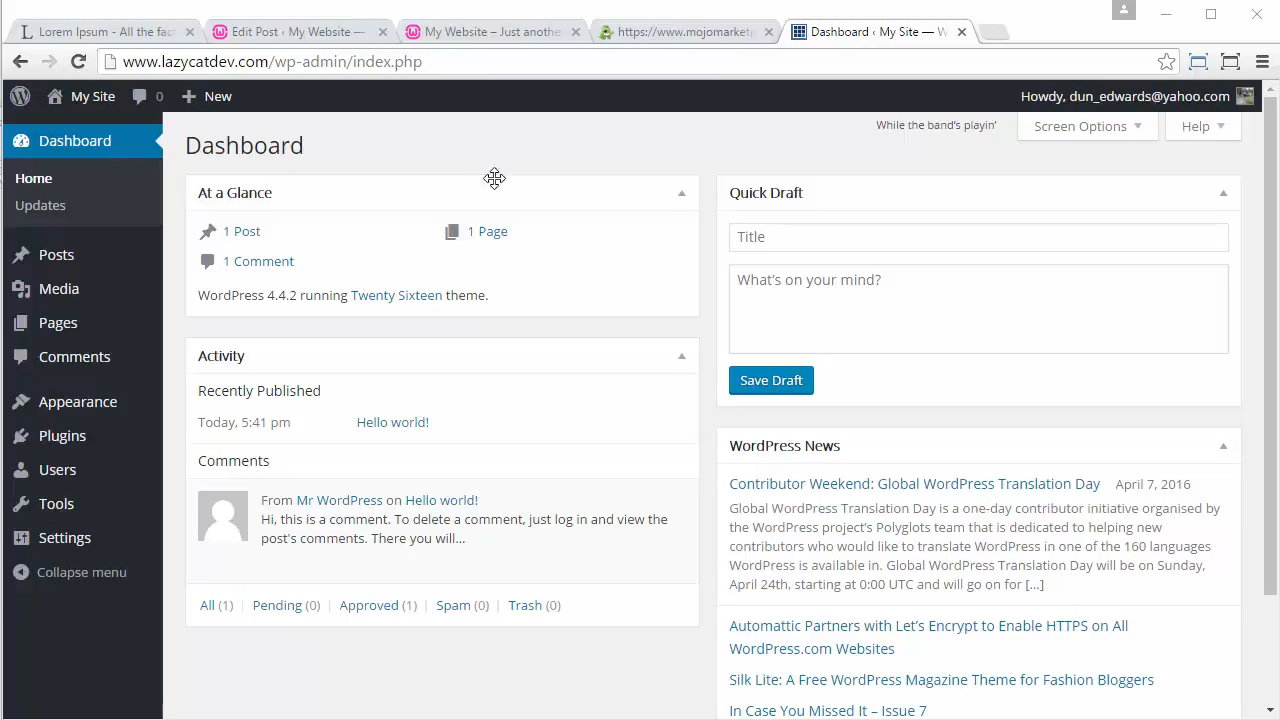 Lorem Ipsum - All the fact
Edit Post ‹ My Website —
My Website – Just anothe
https://www.mojomarket
Dashboard ‹ My Site — W
www.lazycatdev.com/wp-admin/index.php
My Site
0
New
Howdy, dun_edwards@yahoo.com
While the band's playin'
Screen Options
Help
Dashboard
Home
Updates
Posts
Media
Pages
Comments
Appearance
Plugins
Users
Tools
Settings
Collapse menu
Dashboard
At a Glance
1 Post
1 Page
1 Comment
WordPress 4.4.2 running Twenty Sixteen theme.
Activity
Recently Published
Today, 5:41 pm Hello world!
Comments
From Mr WordPress on Hello world!
Hi, this is a comment. To delete a comment, just log in and view the
post's comments. There you will...
All (1) | Pending (0) | Approved (1) | Spam (0) | Trash (0)
Quick Draft
Title
What's on your mind?
Save Draft
WordPress News
Contributor Weekend: Global WordPress Translation Day April 7, 2016
Global WordPress Translation Day is a one-day contributor initiative organised by
the WordPress project's Polyglots team that is dedicated to helping new
contributors who would like to translate WordPress in one of the 160 languages
WordPress is available in. Global WordPress Translation Day will be on Sunday,
April 24th, starting at 0:00 UTC and will go on for [...]
Automattic Partners with Let's Encrypt to Enable HTTPS on All
WordPress.com Websites
Silk Lite: A Free WordPress Magazine Theme for Fashion Bloggers
In Case You Missed It – Issue 7